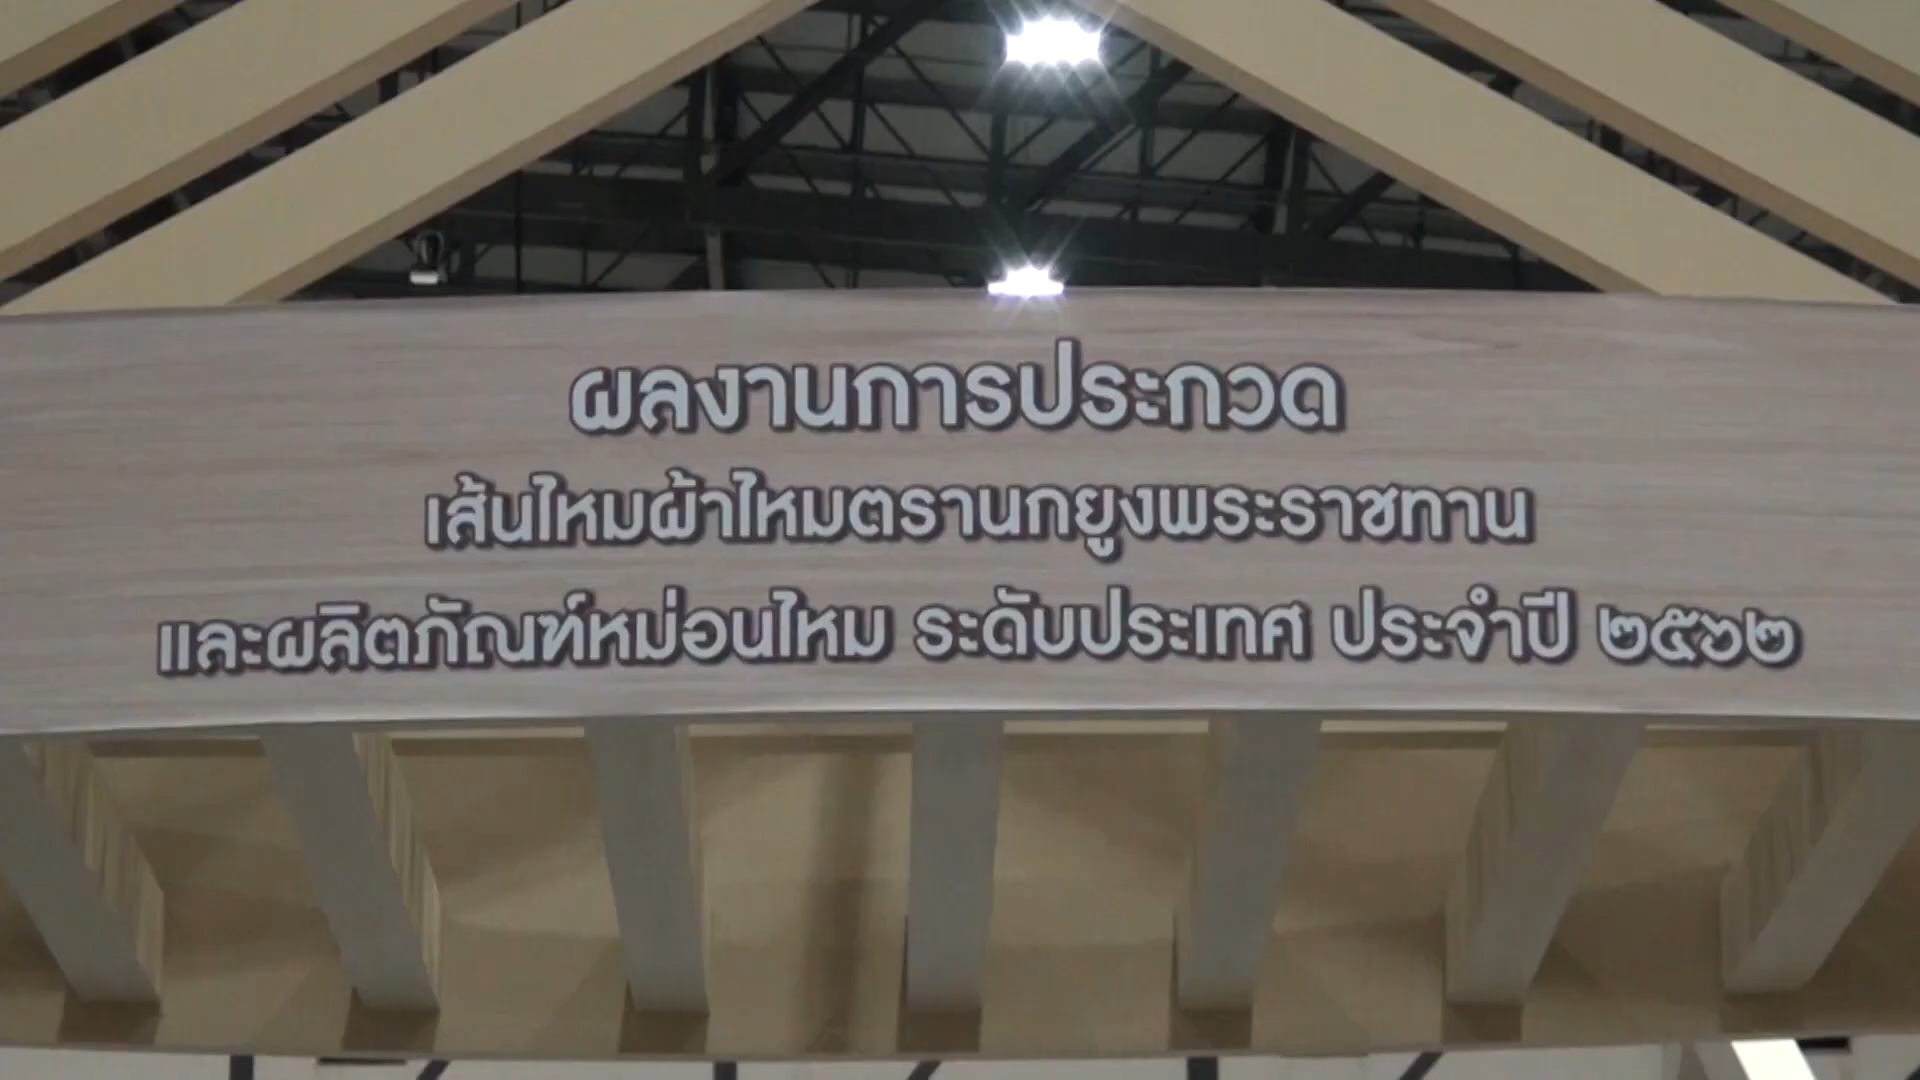 ผลงานการประกวด
เส้นไหมผ้าไหมตรานกยูงพระราชทาน
และผลิตภัณฑ์หม่อนไหม ระดับประเทศ ประจำปี ๒๕๖๒